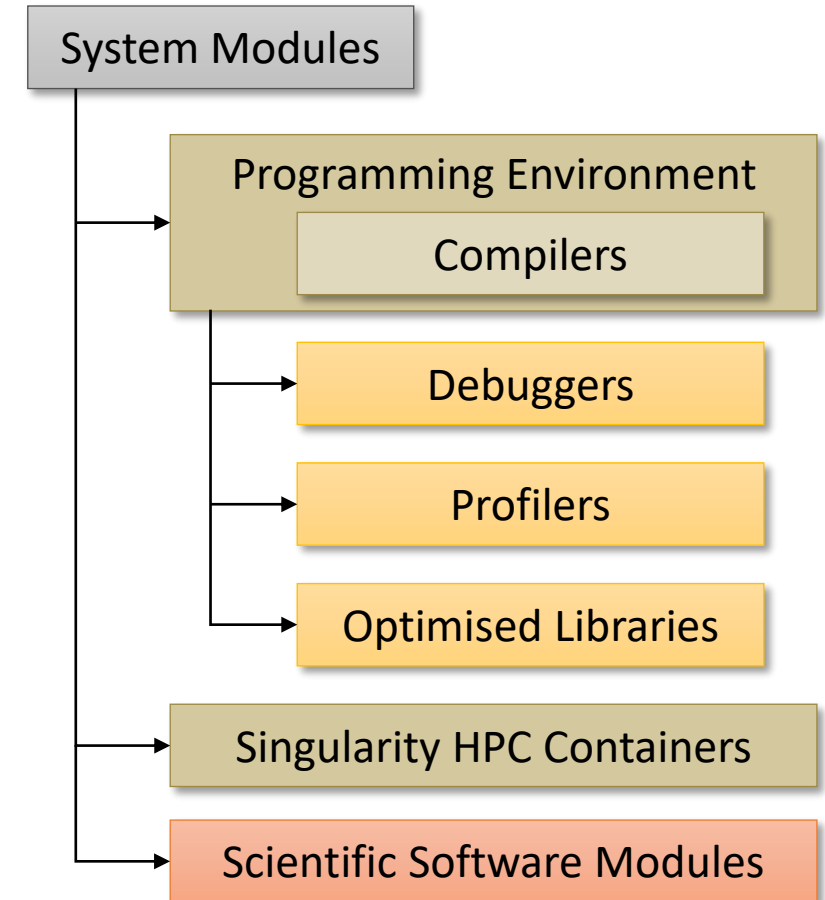 System Modules
Programming Environment
Compilers
Debuggers
Profilers
Optimised Libraries
Singularity HPC Containers
Scientific Software Modules